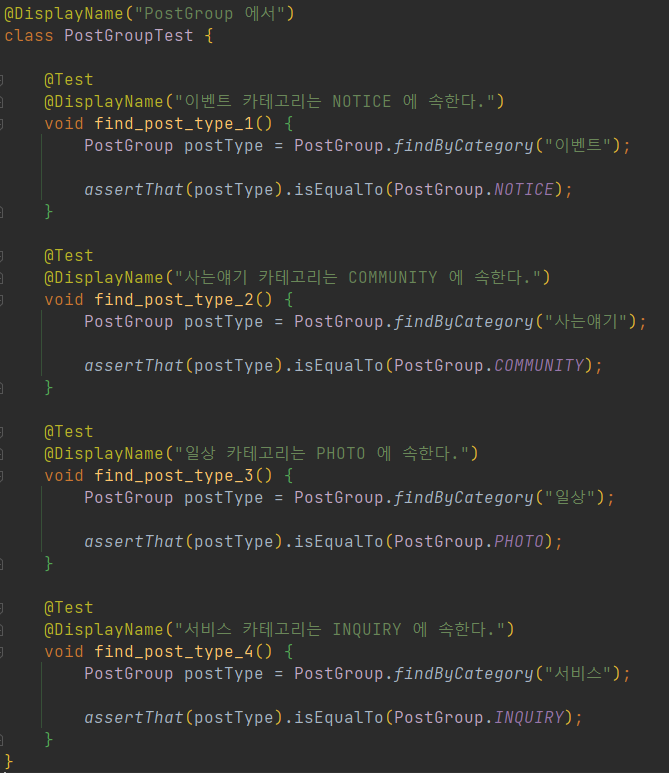 @DisplayName("PostGroup 에서")
class PostGroupTest {
@Test
@DisplayName("이벤트 카테고리는 NOTICE 에 속한다.")
void find_post_type_1() {
PostGroup postType = PostGroup.findByCategory("이벤트");
assertThat(postType).isEqualTo(PostGroup.NOTICE);
}
@Test
@DisplayName("사는얘기 카테고리는 COMMUNITY 에 속한다.")
void find_post_type_2() {
PostGroup postType = PostGroup.findByCategory("사는얘기");
assertThat(postType).isEqualTo(PostGroup.COMMUNITY);
}
@Test
@DisplayName("일상 카테고리는 PHOTO 에 속한다.")
void find_post_type_3() {
PostGroup postType = PostGroup.findByCategory("일상");
assertThat(postType).isEqualTo(PostGroup.PHOTO);
}
@Test
@DisplayName("서비스 카테고리는 INQUIRY 에 속한다.")
void find_post_type_4() {
PostGroup postType = PostGroup.findByCategory("서비스");
assertThat(postType).isEqualTo(PostGroup.INQUIRY);
}
}